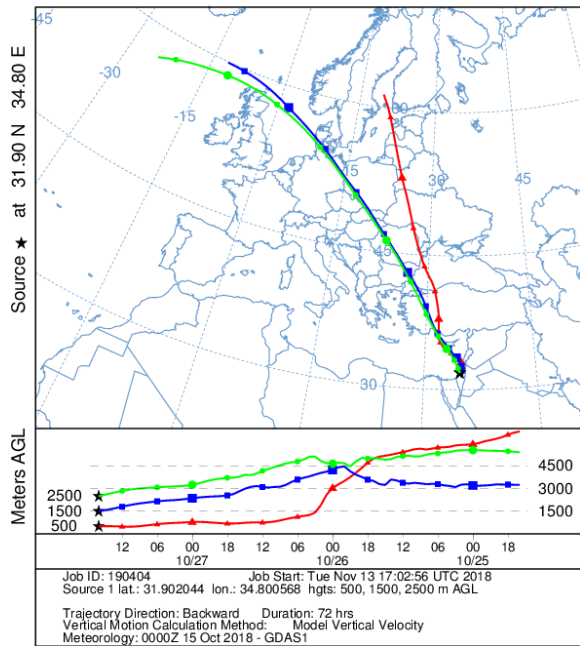 Source ★ at 31.90 N 34.80 E
-45
-30
-15
60
15
30
45
45
30
Meters AGL
4500
3000
1500
2500
1500
500
12 06 00 18 12 06 00 18 12 06 00 18
10/27 10/26 10/25
Job ID: 190404 Job Start: Tue Nov 13 17:02:56 UTC 2018
Source 1 lat.: 31.902044 lon.: 34.800568 hgts: 500, 1500, 2500 m AGL
Trajectory Direction: Backward Duration: 72 hrs
Vertical Motion Calculation Method: Model Vertical Velocity
Meteorology: 0000Z 15 Oct 2018 - GDAS1